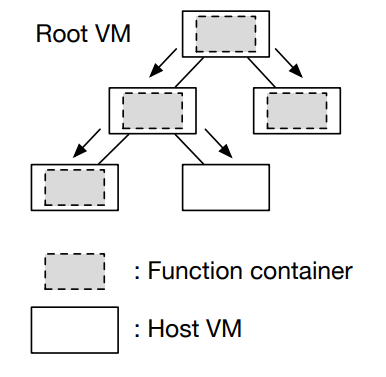 Root VM
: Function container
: Host VM